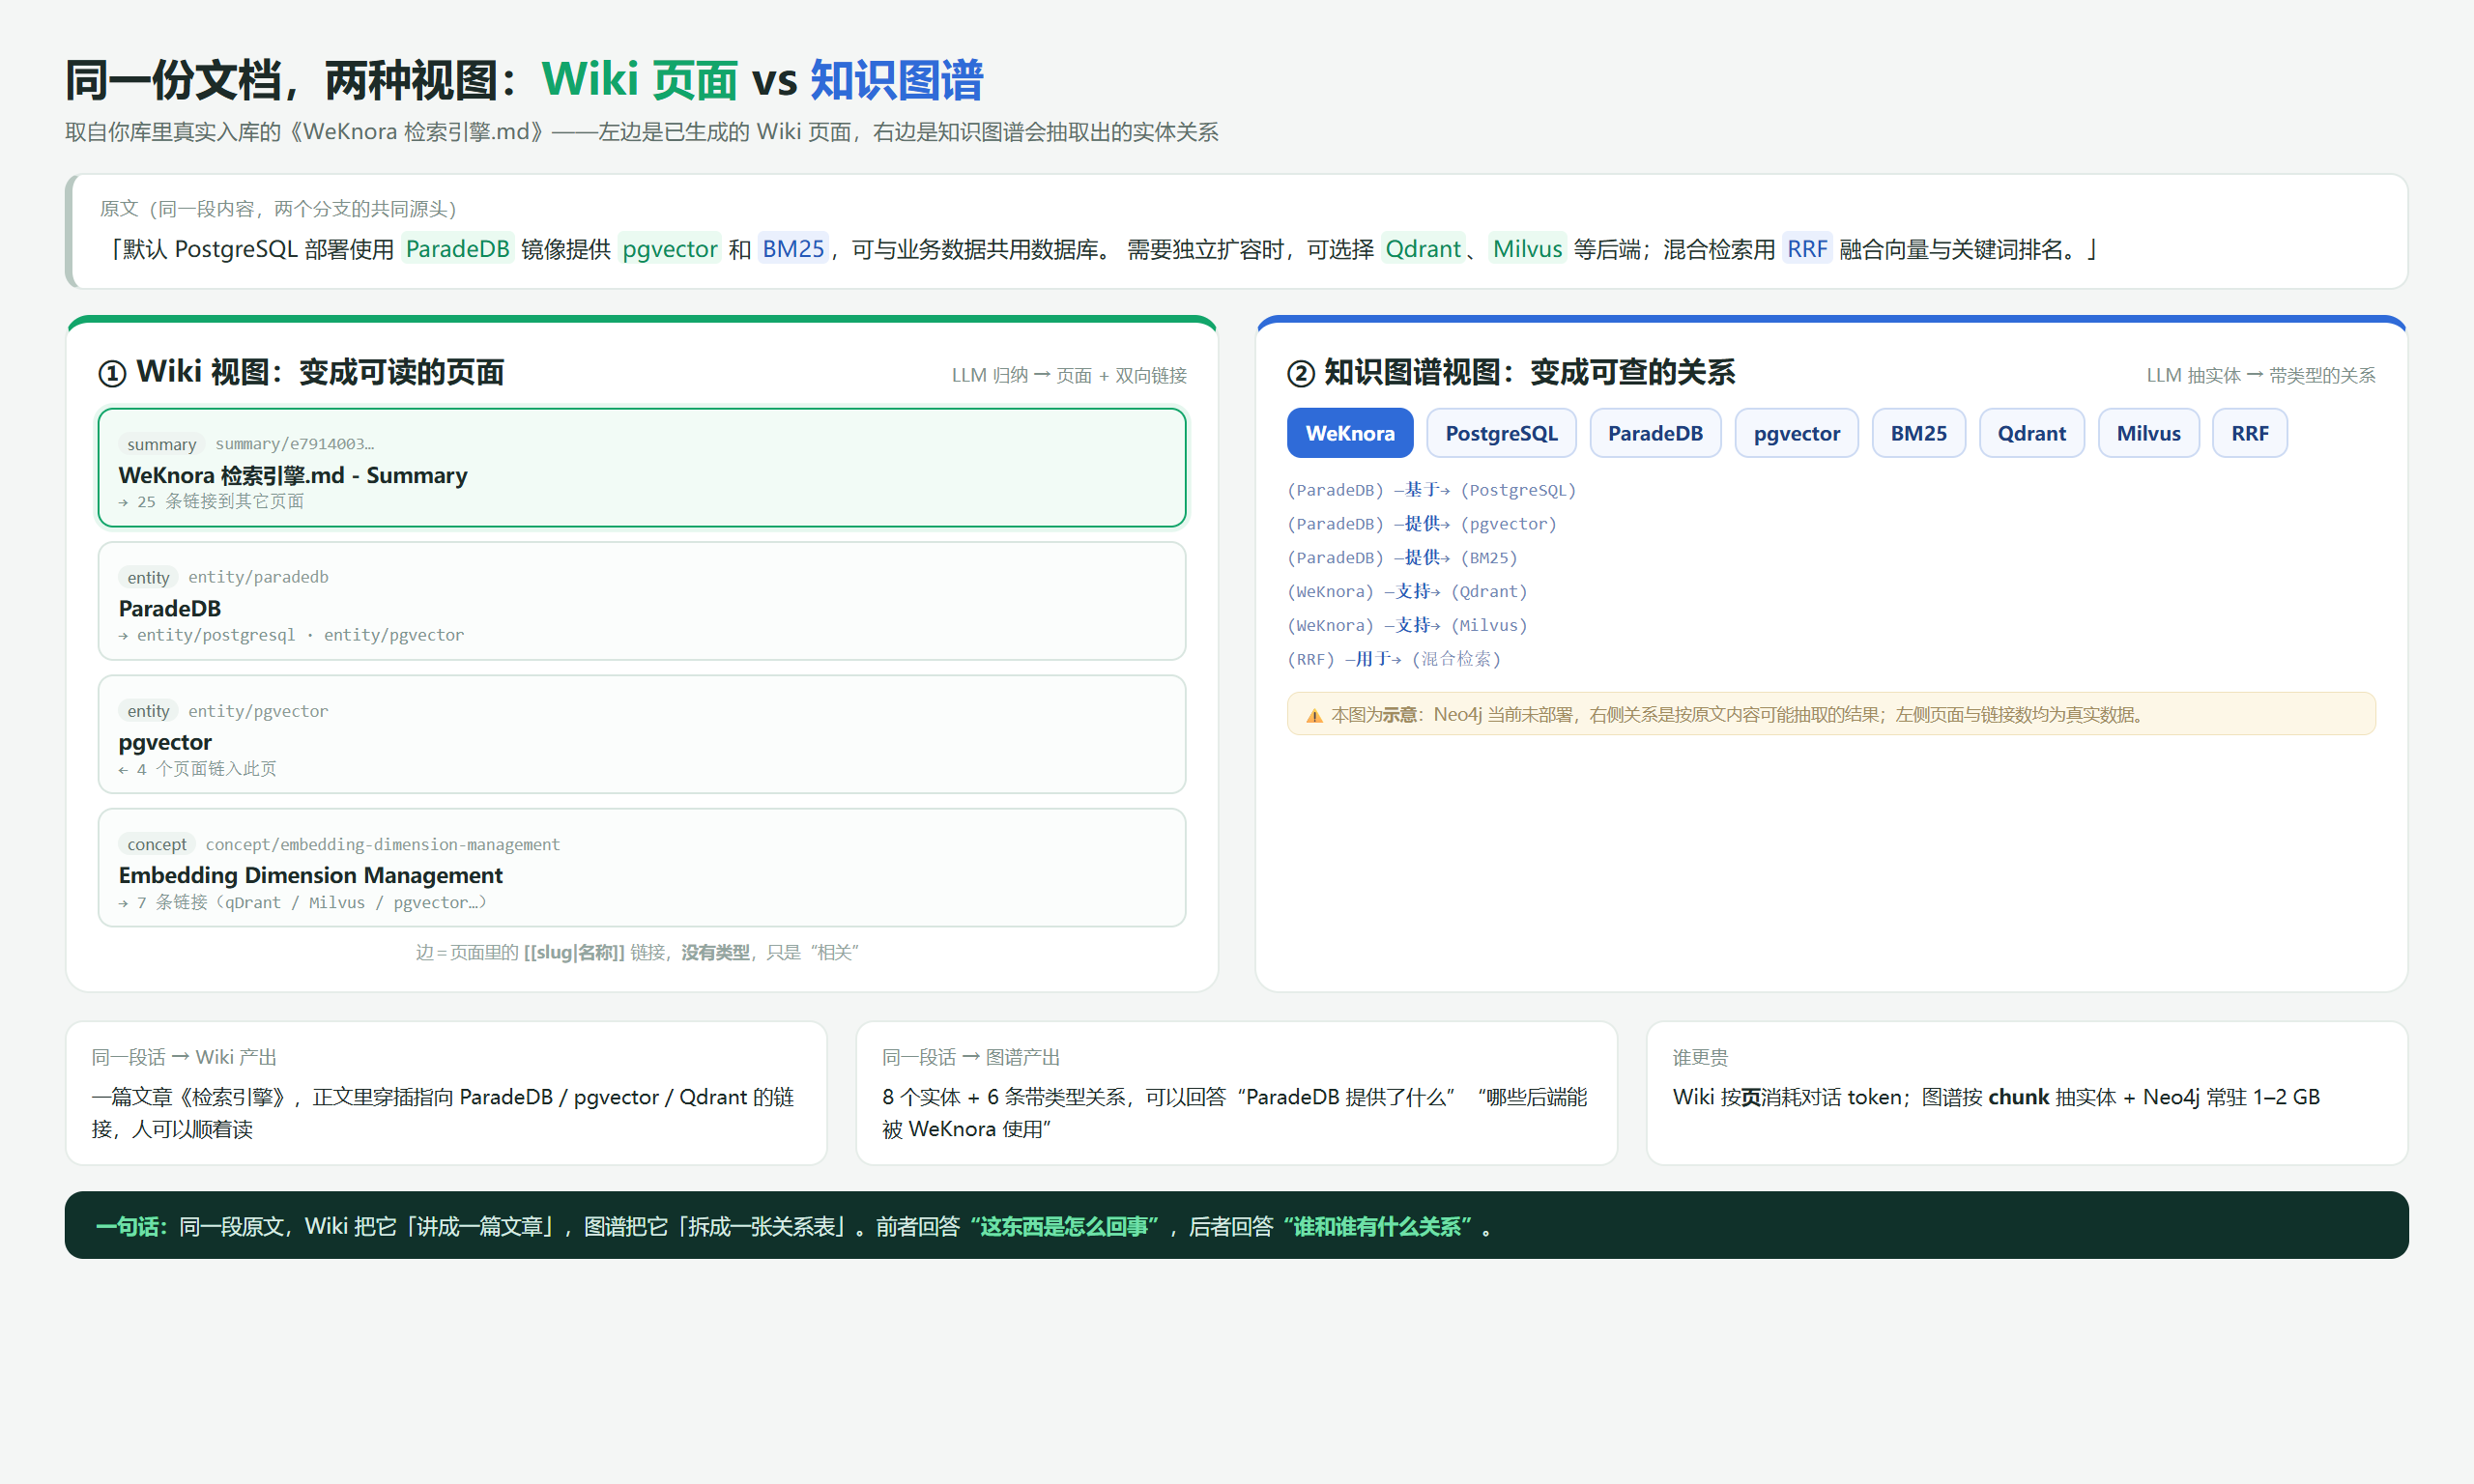 同一份文档，两种视图：Wiki 页面 vs 知识图谱
取自你库里真实入库的《WeKnora 检索引擎.md》——左边是已生成的 Wiki 页面，右边是知识图谱会抽取出的实体关系
原文（同一段内容，两个分支的共同源头）
「默认 PostgreSQL 部署使用 ParadeDB 镜像提供 pgvector 和 BM25，可与业务数据共用数据库。 需要独立扩容时，可选择 Qdrant、Milvus 等后端；混合检索用 RRF 融合向量与关键词排名。」
① Wiki 视图：变成可读的页面
LLM 归纳 → 页面 + 双向链接
summary summary/e7914003…
WeKnora 检索引擎.md - Summary
→ 25 条链接到其它页面
entity entity/paradedb
ParadeDB
→ entity/postgresql · entity/pgvector
entity entity/pgvector
pgvector
← 4 个页面链入此页
concept concept/embedding-dimension-management
Embedding Dimension Management
→ 7 条链接（qDrant / Milvus / pgvector…）
边 = 页面里的 [[slug|名称]] 链接，没有类型，只是“相关”
② 知识图谱视图：变成可查的关系
LLM 抽实体 → 带类型的关系
WeKnora PostgreSQL ParadeDB pgvector BM25 Qdrant Milvus RRF
(ParadeDB) —基于→ (PostgreSQL)
(ParadeDB) —提供→ (pgvector)
(ParadeDB) —提供→ (BM25)
(WeKnora) —支持→ (Qdrant)
(WeKnora) —支持→ (Milvus)
(RRF) —用于→ (混合检索)
⚠️ 本图为示意：Neo4j 当前未部署，右侧关系是按原文内容可能抽取的结果；左侧页面与链接数均为真实数据。
同一段话 → Wiki 产出
一篇文章《检索引擎》，正文里穿插指向 ParadeDB / pgvector / Qdrant 的链
接，人可以顺着读
同一段话 → 图谱产出
8 个实体 + 6 条带类型关系，可以回答“ParadeDB 提供了什么”“哪些后端能
被 WeKnora 使用”
谁更贵
Wiki 按页消耗对话 token；图谱按 chunk 抽实体 + Neo4j 常驻 1–2 GB
一句话：同一段原文，Wiki 把它「讲成一篇文章」，图谱把它「拆成一张关系表」。前者回答“这东西是怎么回事”，后者回答“谁和谁有什么关系”。